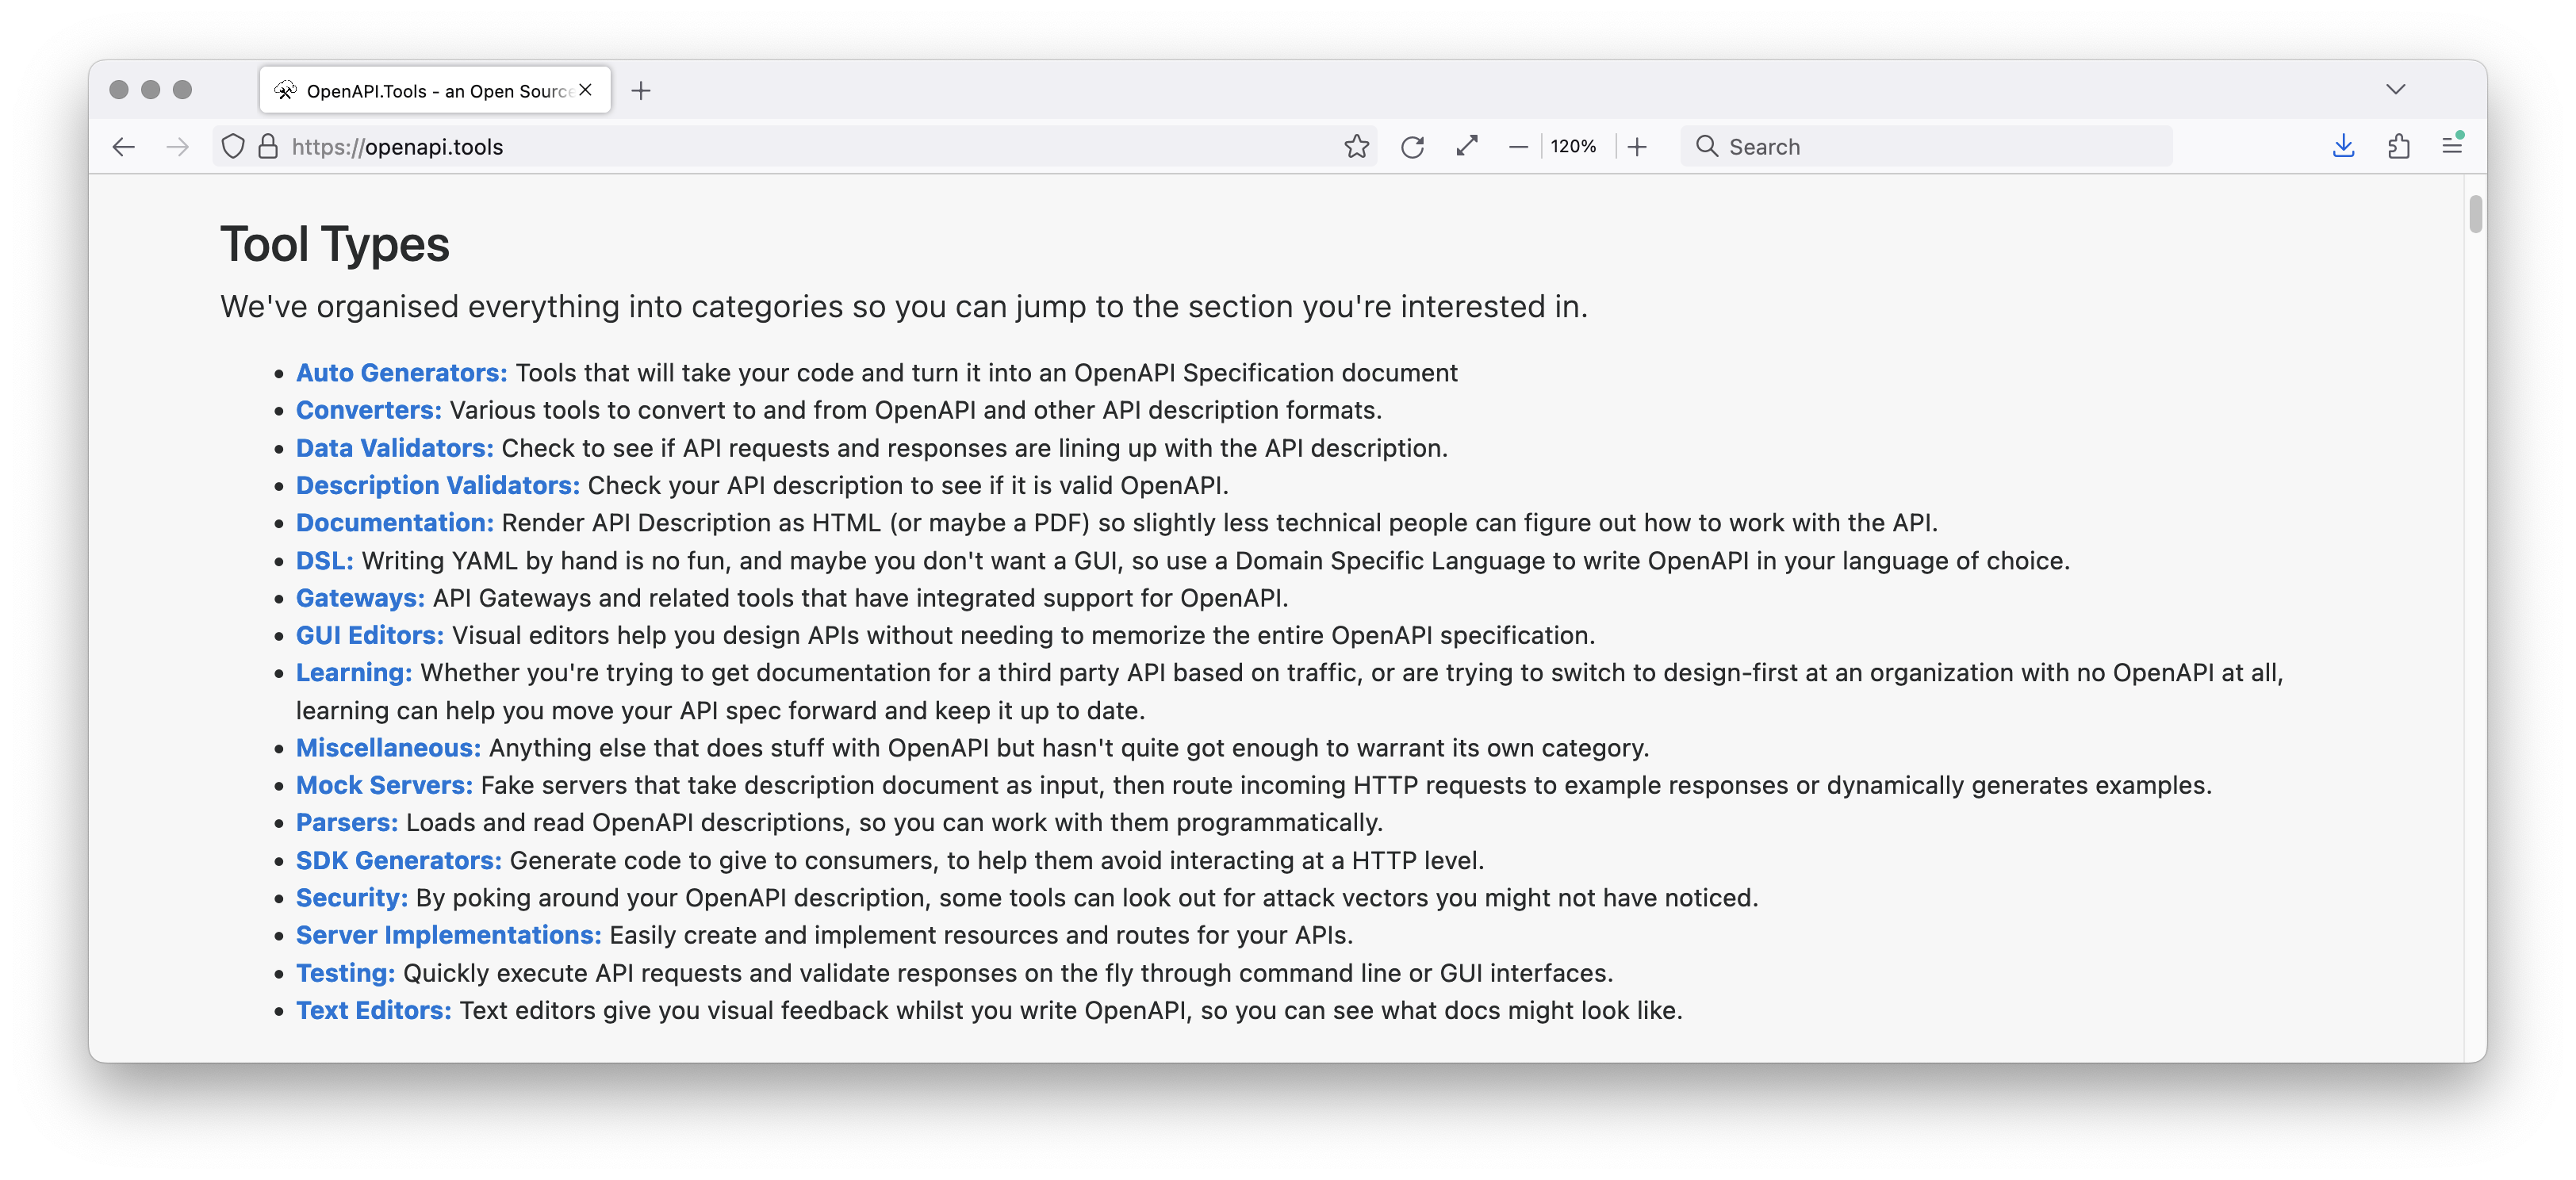 OpenAPI.Tools - an Open Source
https://openapi.tools
120%
Search
Tool Types
We've organised everything into categories so you can jump to the section you're interested in.
Auto Generators: Tools that will take your code and turn it into an OpenAPI Specification document
Converters: Various tools to convert to and from OpenAPI and other API description formats.
Data Validators: Check to see if API requests and responses are lining up with the API description.
Description Validators: Check your API description to see if it is valid OpenAPI.
Documentation: Render API Description as HTML (or maybe a PDF) so slightly less technical people can figure out how to work with the API.
DSL: Writing YAML by hand is no fun, and maybe you don't want a GUI, so use a Domain Specific Language to write OpenAPI in your language of choice.
Gateways: API Gateways and related tools that have integrated support for OpenAPI.
GUI Editors: Visual editors help you design APIs without needing to memorize the entire OpenAPI specification.
Learning: Whether you're trying to get documentation for a third party API based on traffic, or are trying to switch to design-first at an organization with no OpenAPI at all,
learning can help you move your API spec forward and keep it up to date.
Miscellaneous: Anything else that does stuff with OpenAPI but hasn't quite got enough to warrant its own category.
Mock Servers: Fake servers that take description document as input, then route incoming HTTP requests to example responses or dynamically generates examples.
Parsers: Loads and read OpenAPI descriptions, so you can work with them programmatically.
SDK Generators: Generate code to give to consumers, to help them avoid interacting at a HTTP level.
Security: By poking around your OpenAPI description, some tools can look out for attack vectors you might not have noticed.
Server Implementations: Easily create and implement resources and routes for your APIs.
Testing: Quickly execute API requests and validate responses on the fly through command line or GUI interfaces.
Text Editors: Text editors give you visual feedback whilst you write OpenAPI, so you can see what docs might look like.